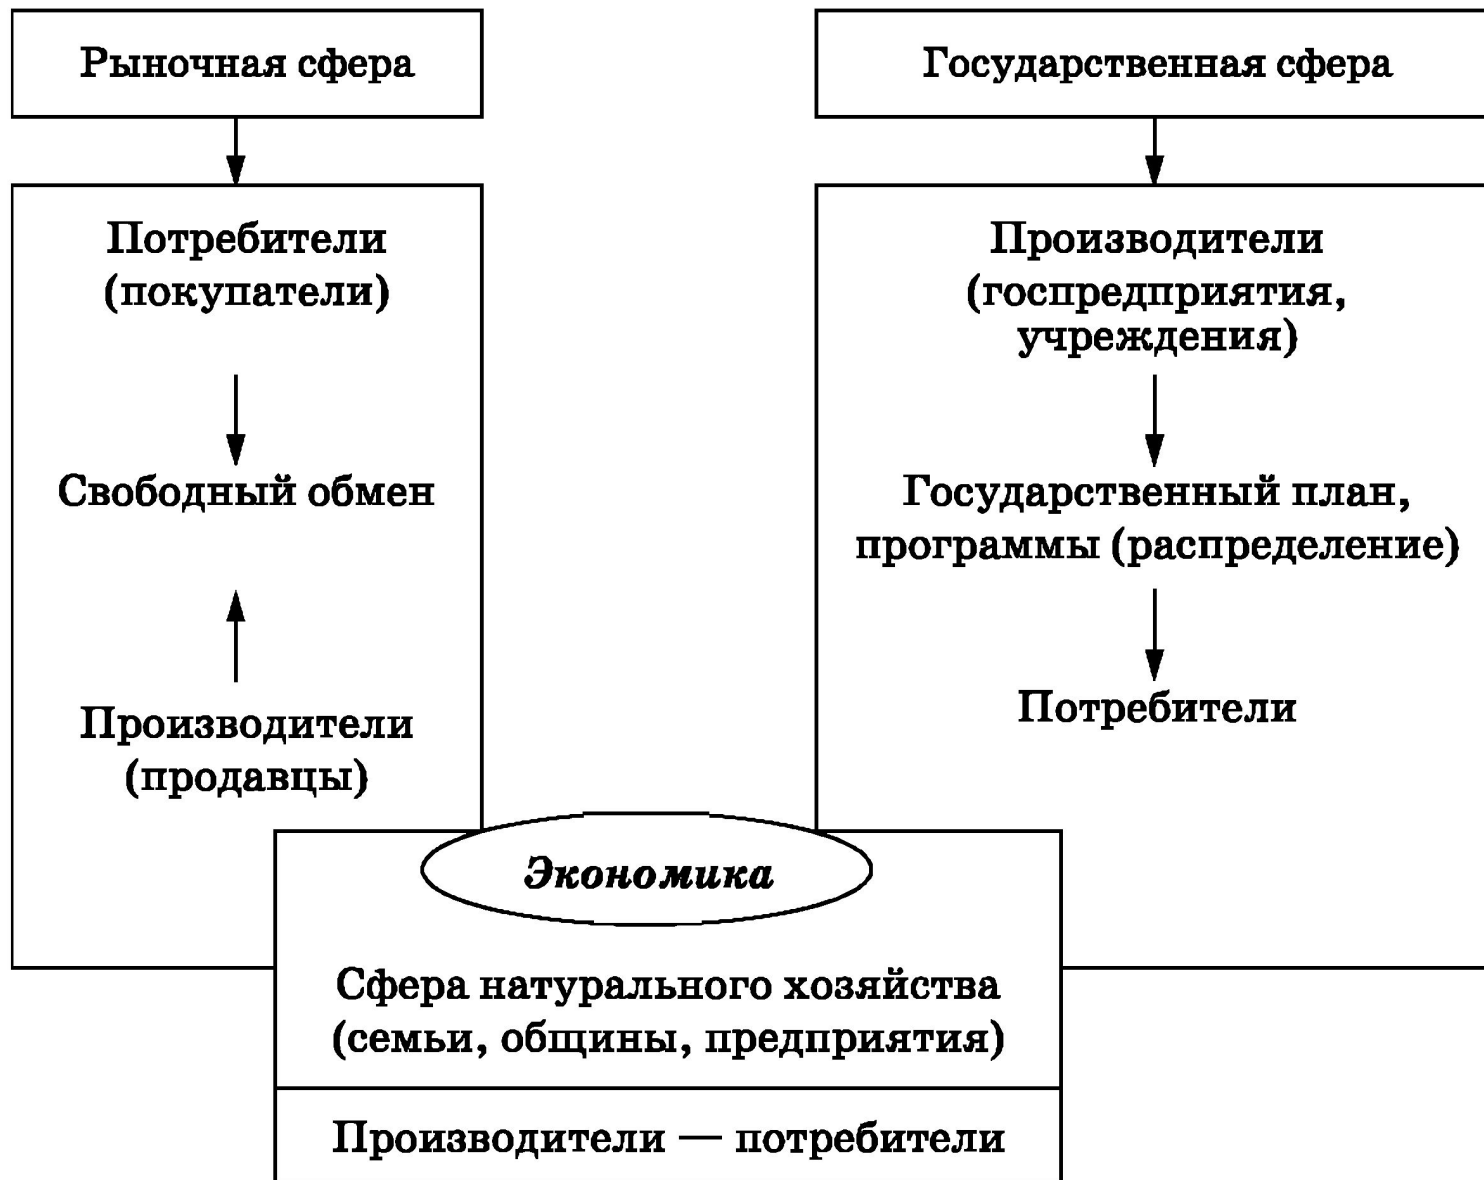 Рыночная сфера
Потребители
(покупатели)
Свободный обмен
Производители
(продавцы)
Государственная сфера
Производители
(госпредприятия,
учреждения)
Государственный план,
программы (распределение)
Потребители
Экономика
Сфера натурального хозяйства
(семьи, общины, предприятия)
Производители — потребители